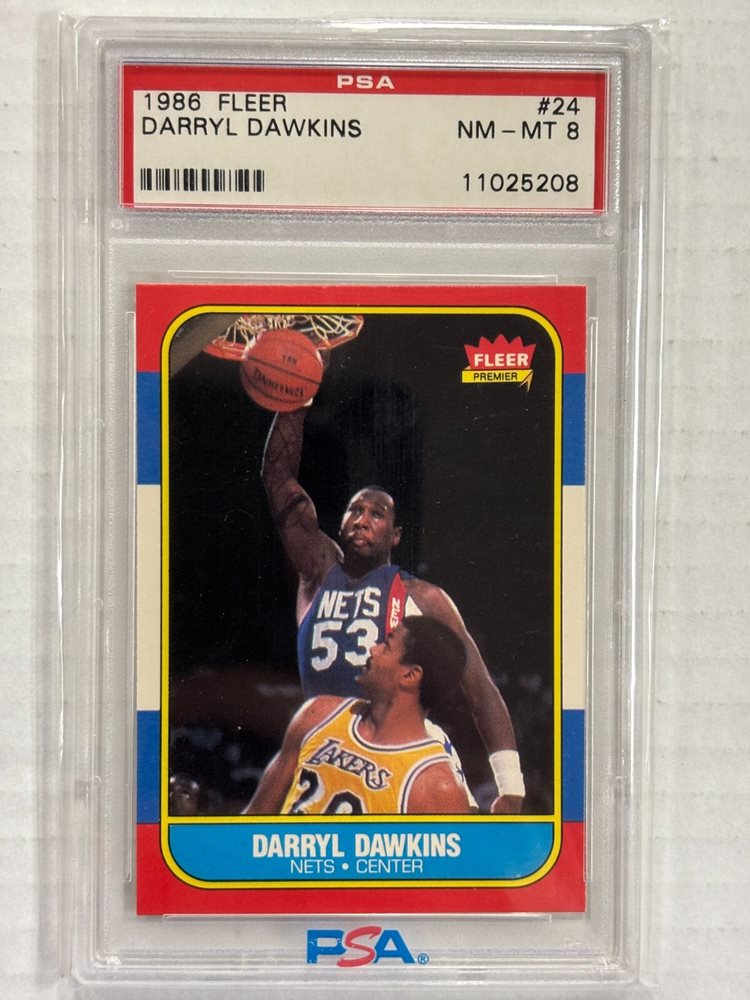 PSA
1986 FLEER #24
DARRYL DAWKINS NM-MT 8
11025208
FLEER
PREMIER
NETS
53
LAKERS
DARRYL DAWKINS
NETS • CENTER
PSA®